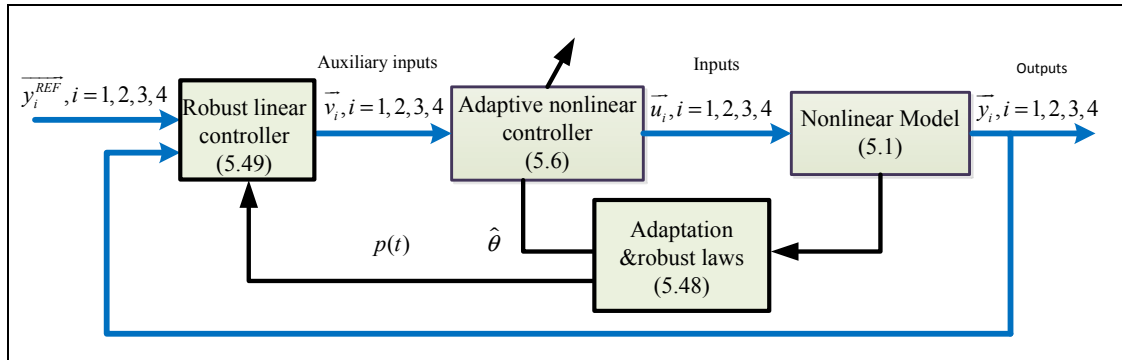 Auxiliary inputs
Inputs
Outputs
y_i^{REF}, i = 1, 2, 3, 4
Robust linear
controller
(5.49)
v_i, i = 1, 2, 3, 4
Adaptive nonlinear
controller
(5.6)
u_i, i = 1, 2, 3, 4
Nonlinear Model
(5.1)
y_i, i = 1, 2, 3, 4
p(t)
θ̂
Adaptation
&robust laws
(5.48)